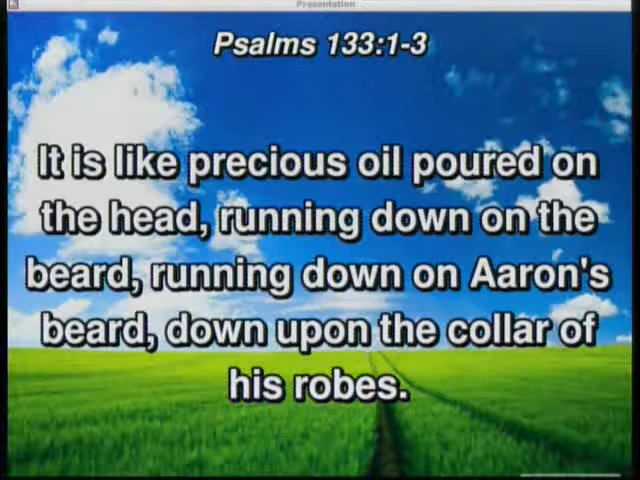 Presentation
Psalms 133:1-3
It is like precious oil poured on
the head, running down on the
beard, running down on Aaron's
beard, down upon the collar of
his robes.